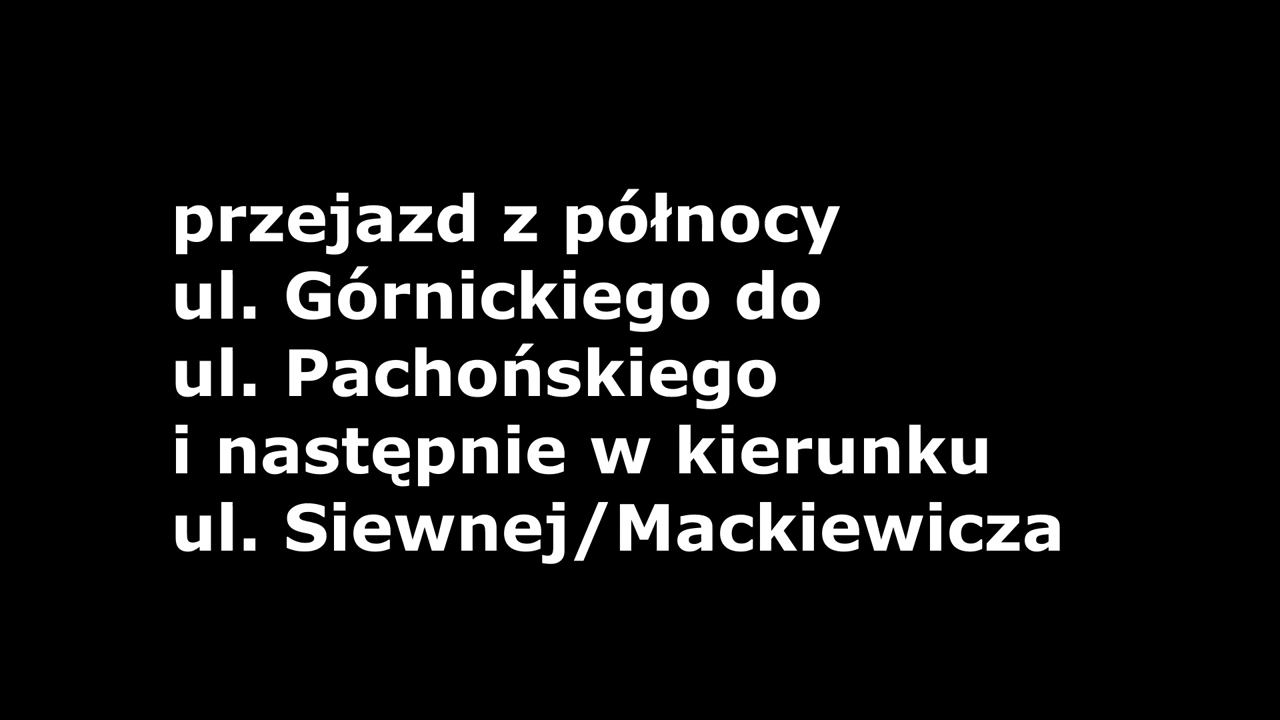 przejazd z północy
ul. Górnickiego do
ul. Pachońskiego
i następnie w kierunku
ul. Siewnej/Mackiewicza